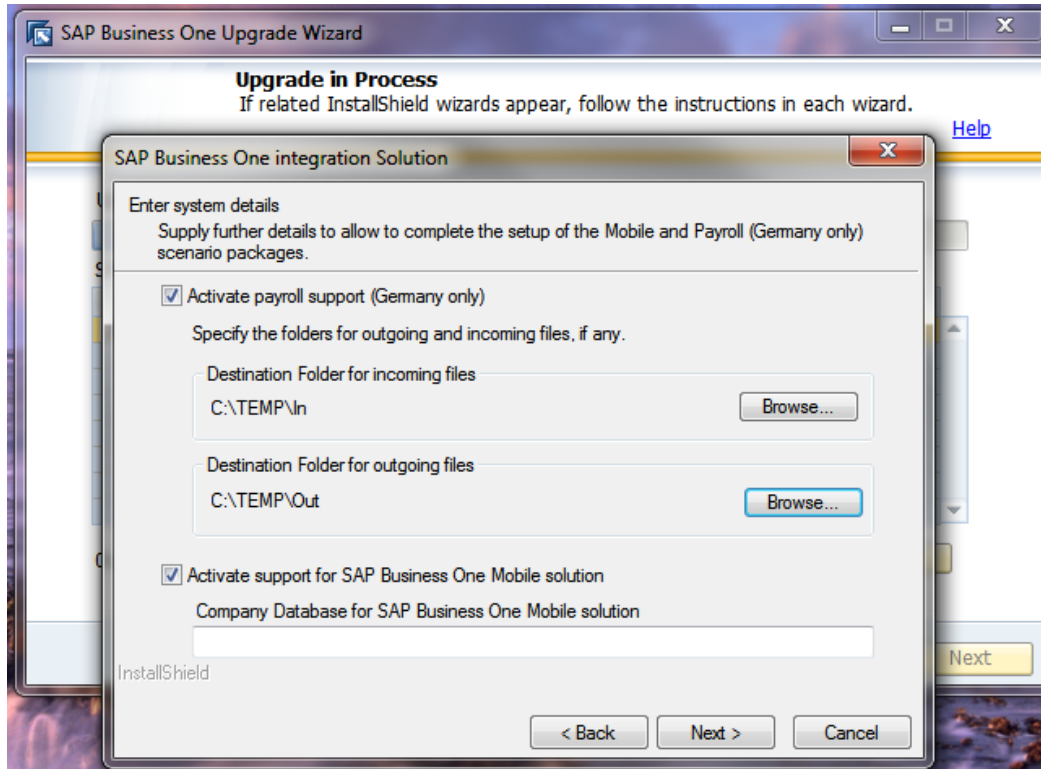 SAP Business One Upgrade Wizard
Upgrade in Process
If related InstallShield wizards appear, follow the instructions in each wizard.
Help
SAP Business One integration Solution
Enter system details
Supply further details to allow to complete the setup of the Mobile and Payroll (Germany only)
scenario packages.
Activate payroll support (Germany only)
Specify the folders for outgoing and incoming files, if any.
Destination Folder for incoming files
C:\TEMP\In
Browse...
Destination Folder for outgoing files
C:\TEMP\Out
Browse...
Activate support for SAP Business One Mobile solution
Company Database for SAP Business One Mobile solution
InstallShield
Next
< Back
Next >
Cancel